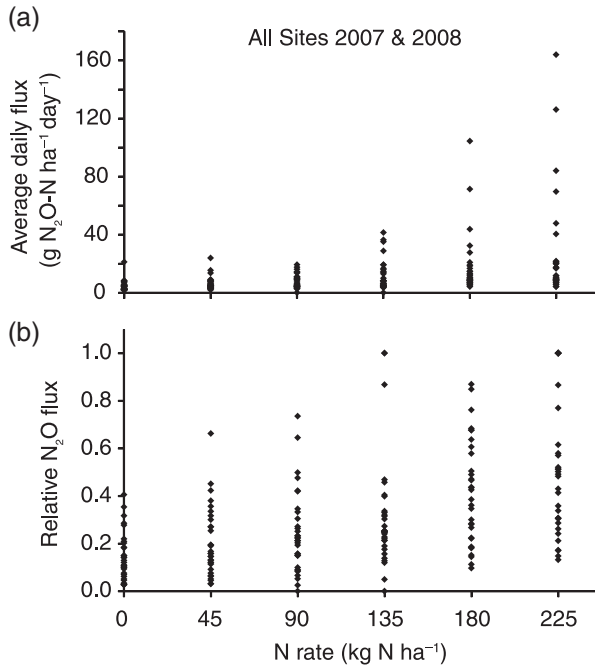 (a)
All Sites 2007 & 2008
Average daily flux
(g N₂O-N ha⁻¹ day⁻¹)
160
120
80
40
0
(b)
Relative N₂O flux
1.0
0.8
0.6
0.4
0.2
0.0
0 45 90 135 180 225
N rate (kg N ha⁻¹)